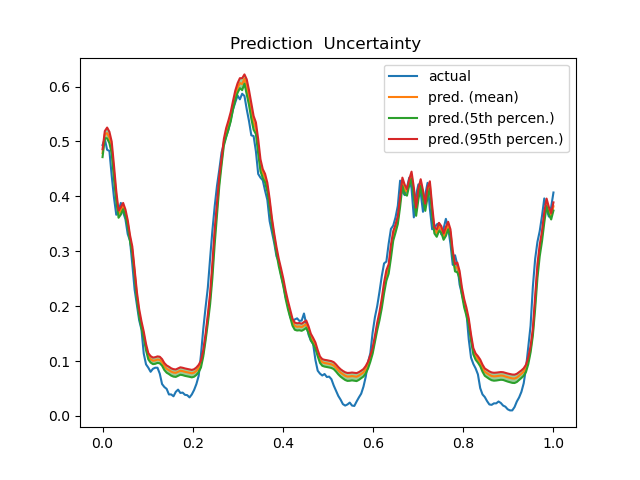 Prediction  Uncertainty
actual
pred. (mean)
pred.(5th percen.)
pred.(95th percen.)
0.6
0.5
0.4
0.3
0.2
0.1
0.0
0.0 0.2 0.4 0.6 0.8 1.0